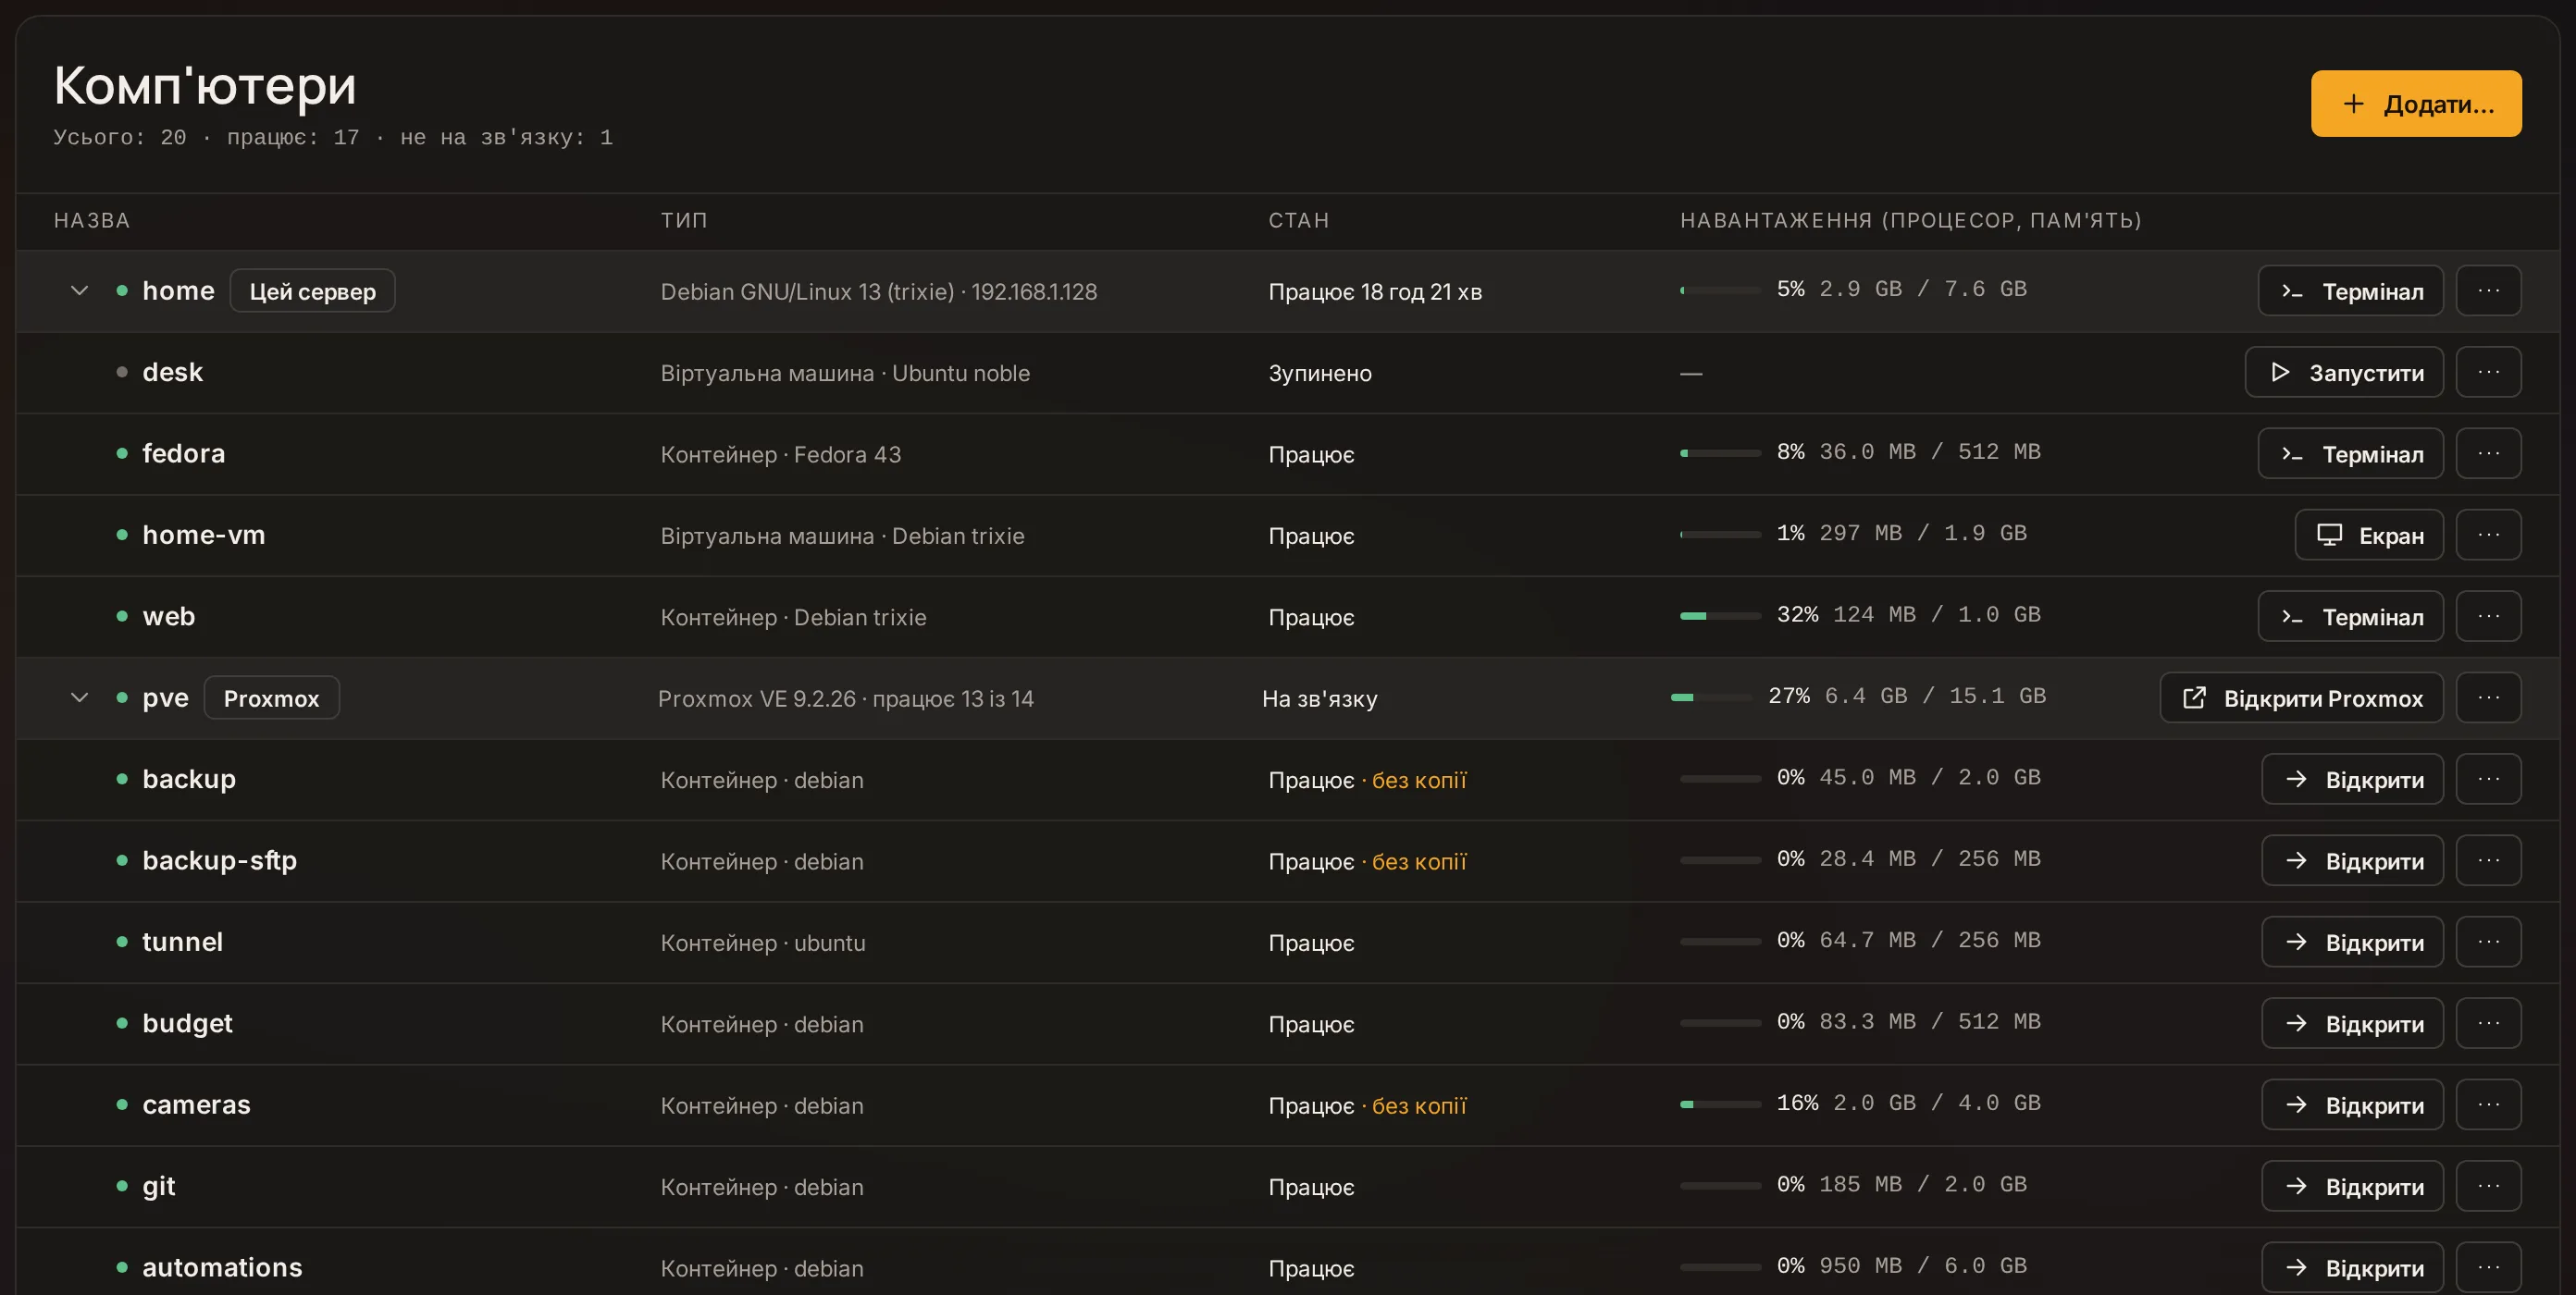 Комп'ютери
Усього: 20 · працює: 17 · не на зв'язку: 1
+ Додати...
НАЗВА ТИП СТАН НАВАНТАЖЕННЯ (ПРОЦЕСОР, ПАМ'ЯТЬ)
home Цей сервер Debian GNU/Linux 13 (trixie) · 192.168.1.128 Працює 18 год 21 хв 5% 2.9 GB / 7.6 GB Термінал ···
desk Віртуальна машина · Ubuntu noble Зупинено — Запустити ···
fedora Контейнер · Fedora 43 Працює 8% 36.0 MB / 512 MB Термінал ···
home-vm Віртуальна машина · Debian trixie Працює 1% 297 MB / 1.9 GB Екран ···
web Контейнер · Debian trixie Працює 32% 124 MB / 1.0 GB Термінал ···
pve Proxmox Proxmox VE 9.2.26 · працює 13 із 14 На зв'язку 27% 6.4 GB / 15.1 GB Відкрити Proxmox ···
backup Контейнер · debian Працює · без копії 0% 45.0 MB / 2.0 GB Відкрити ···
backup-sftp Контейнер · debian Працює · без копії 0% 28.4 MB / 256 MB Відкрити ···
tunnel Контейнер · ubuntu Працює 0% 64.7 MB / 256 MB Відкрити ···
budget Контейнер · debian Працює 0% 83.3 MB / 512 MB Відкрити ···
cameras Контейнер · debian Працює · без копії 16% 2.0 GB / 4.0 GB Відкрити ···
git Контейнер · debian Працює 0% 185 MB / 2.0 GB Відкрити ···
automations Контейнер · debian Працює 0% 950 MB / 6.0 GB Відкрити ···